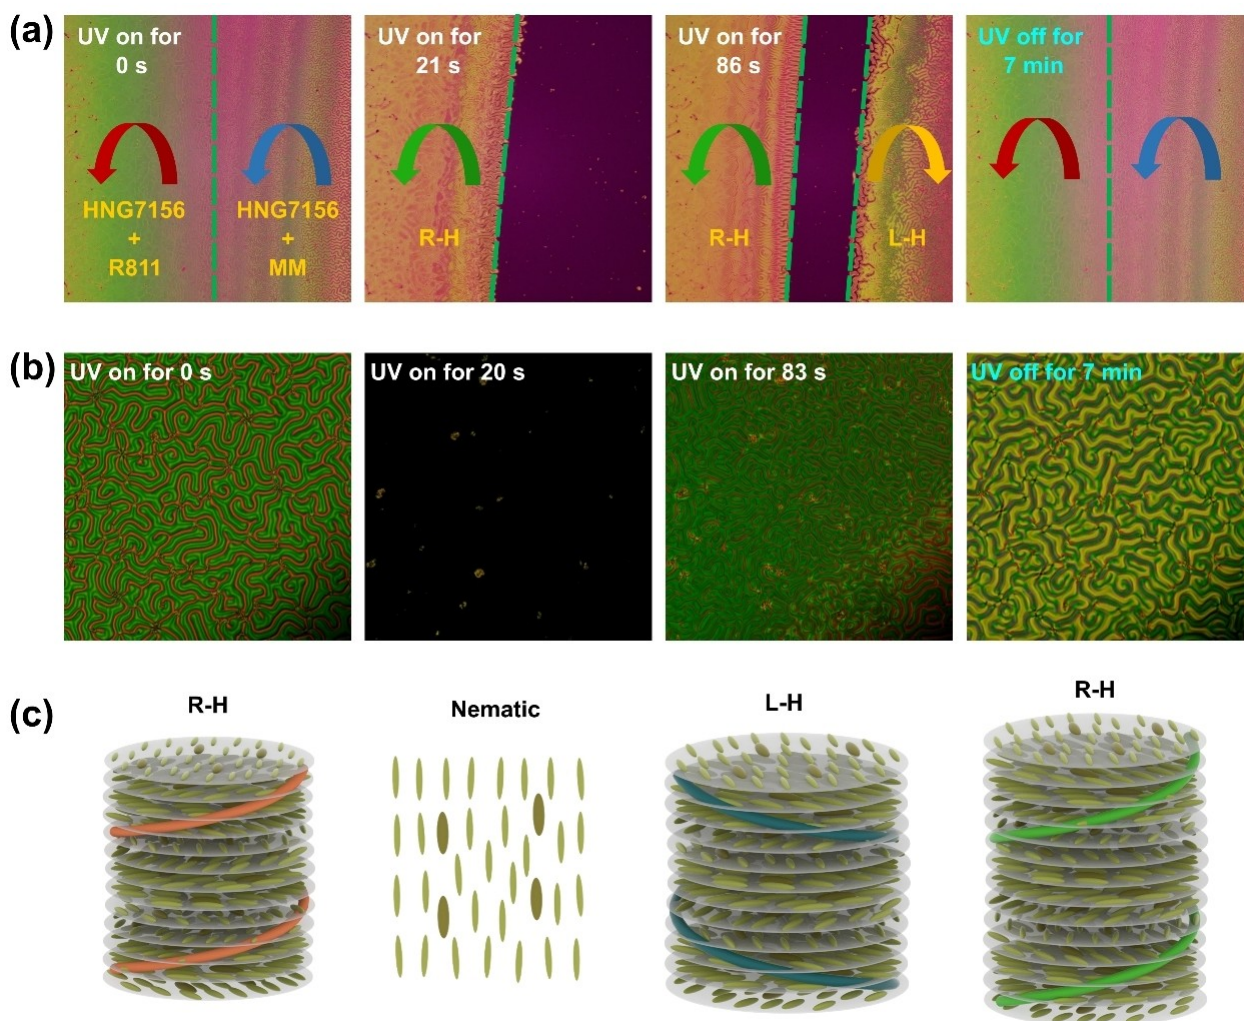 (a)
UV on for
0 s
HNG7156
+
R811
HNG7156
+
MM
UV on for
21 s
R-H
UV on for
86 s
R-H
L-H
UV off for
7 min
(b)
UV on for 0 s
UV on for 20 s
UV on for 83 s
UV off for 7 min
(c)
R-H
Nematic
L-H
R-H